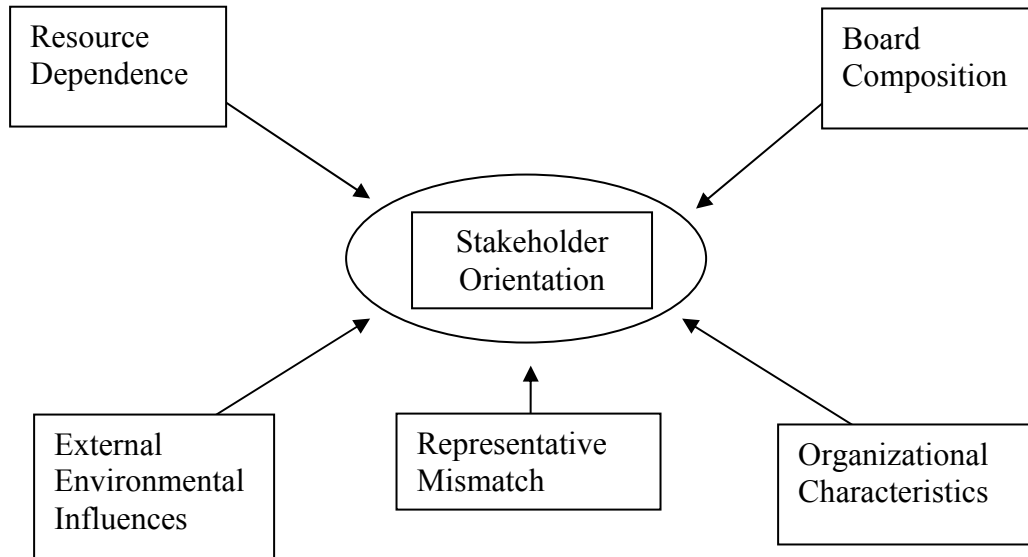 Resource
Dependence
Board
Composition
Stakeholder
Orientation
External
Environmental
Influences
Representative
Mismatch
Organizational
Characteristics